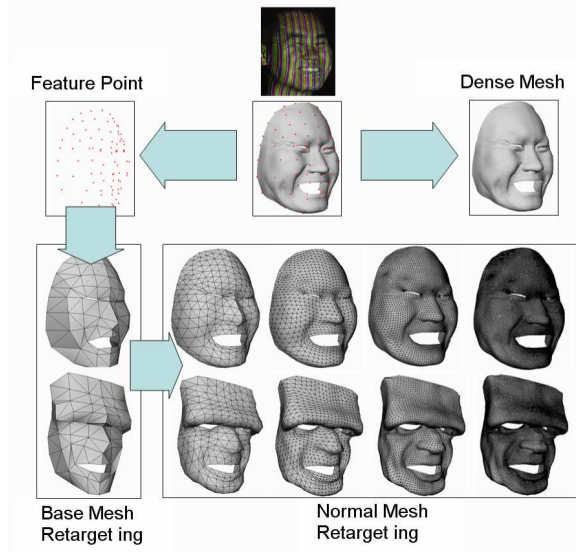 Feature Point
Dense Mesh
Base Mesh
Retarget ing
Normal Mesh
Retarget ing